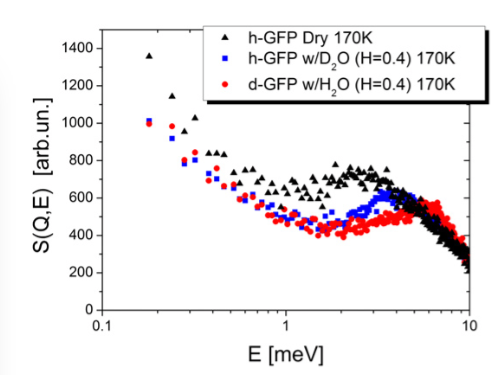 h-GFP Dry 170K
h-GFP w/D₂O (H=0.4) 170K
d-GFP w/H₂O (H=0.4) 170K
1400
1200
1000
800
600
400
200
0
S(Q,E) [arb.un.]
0.1 1 10
E [meV]